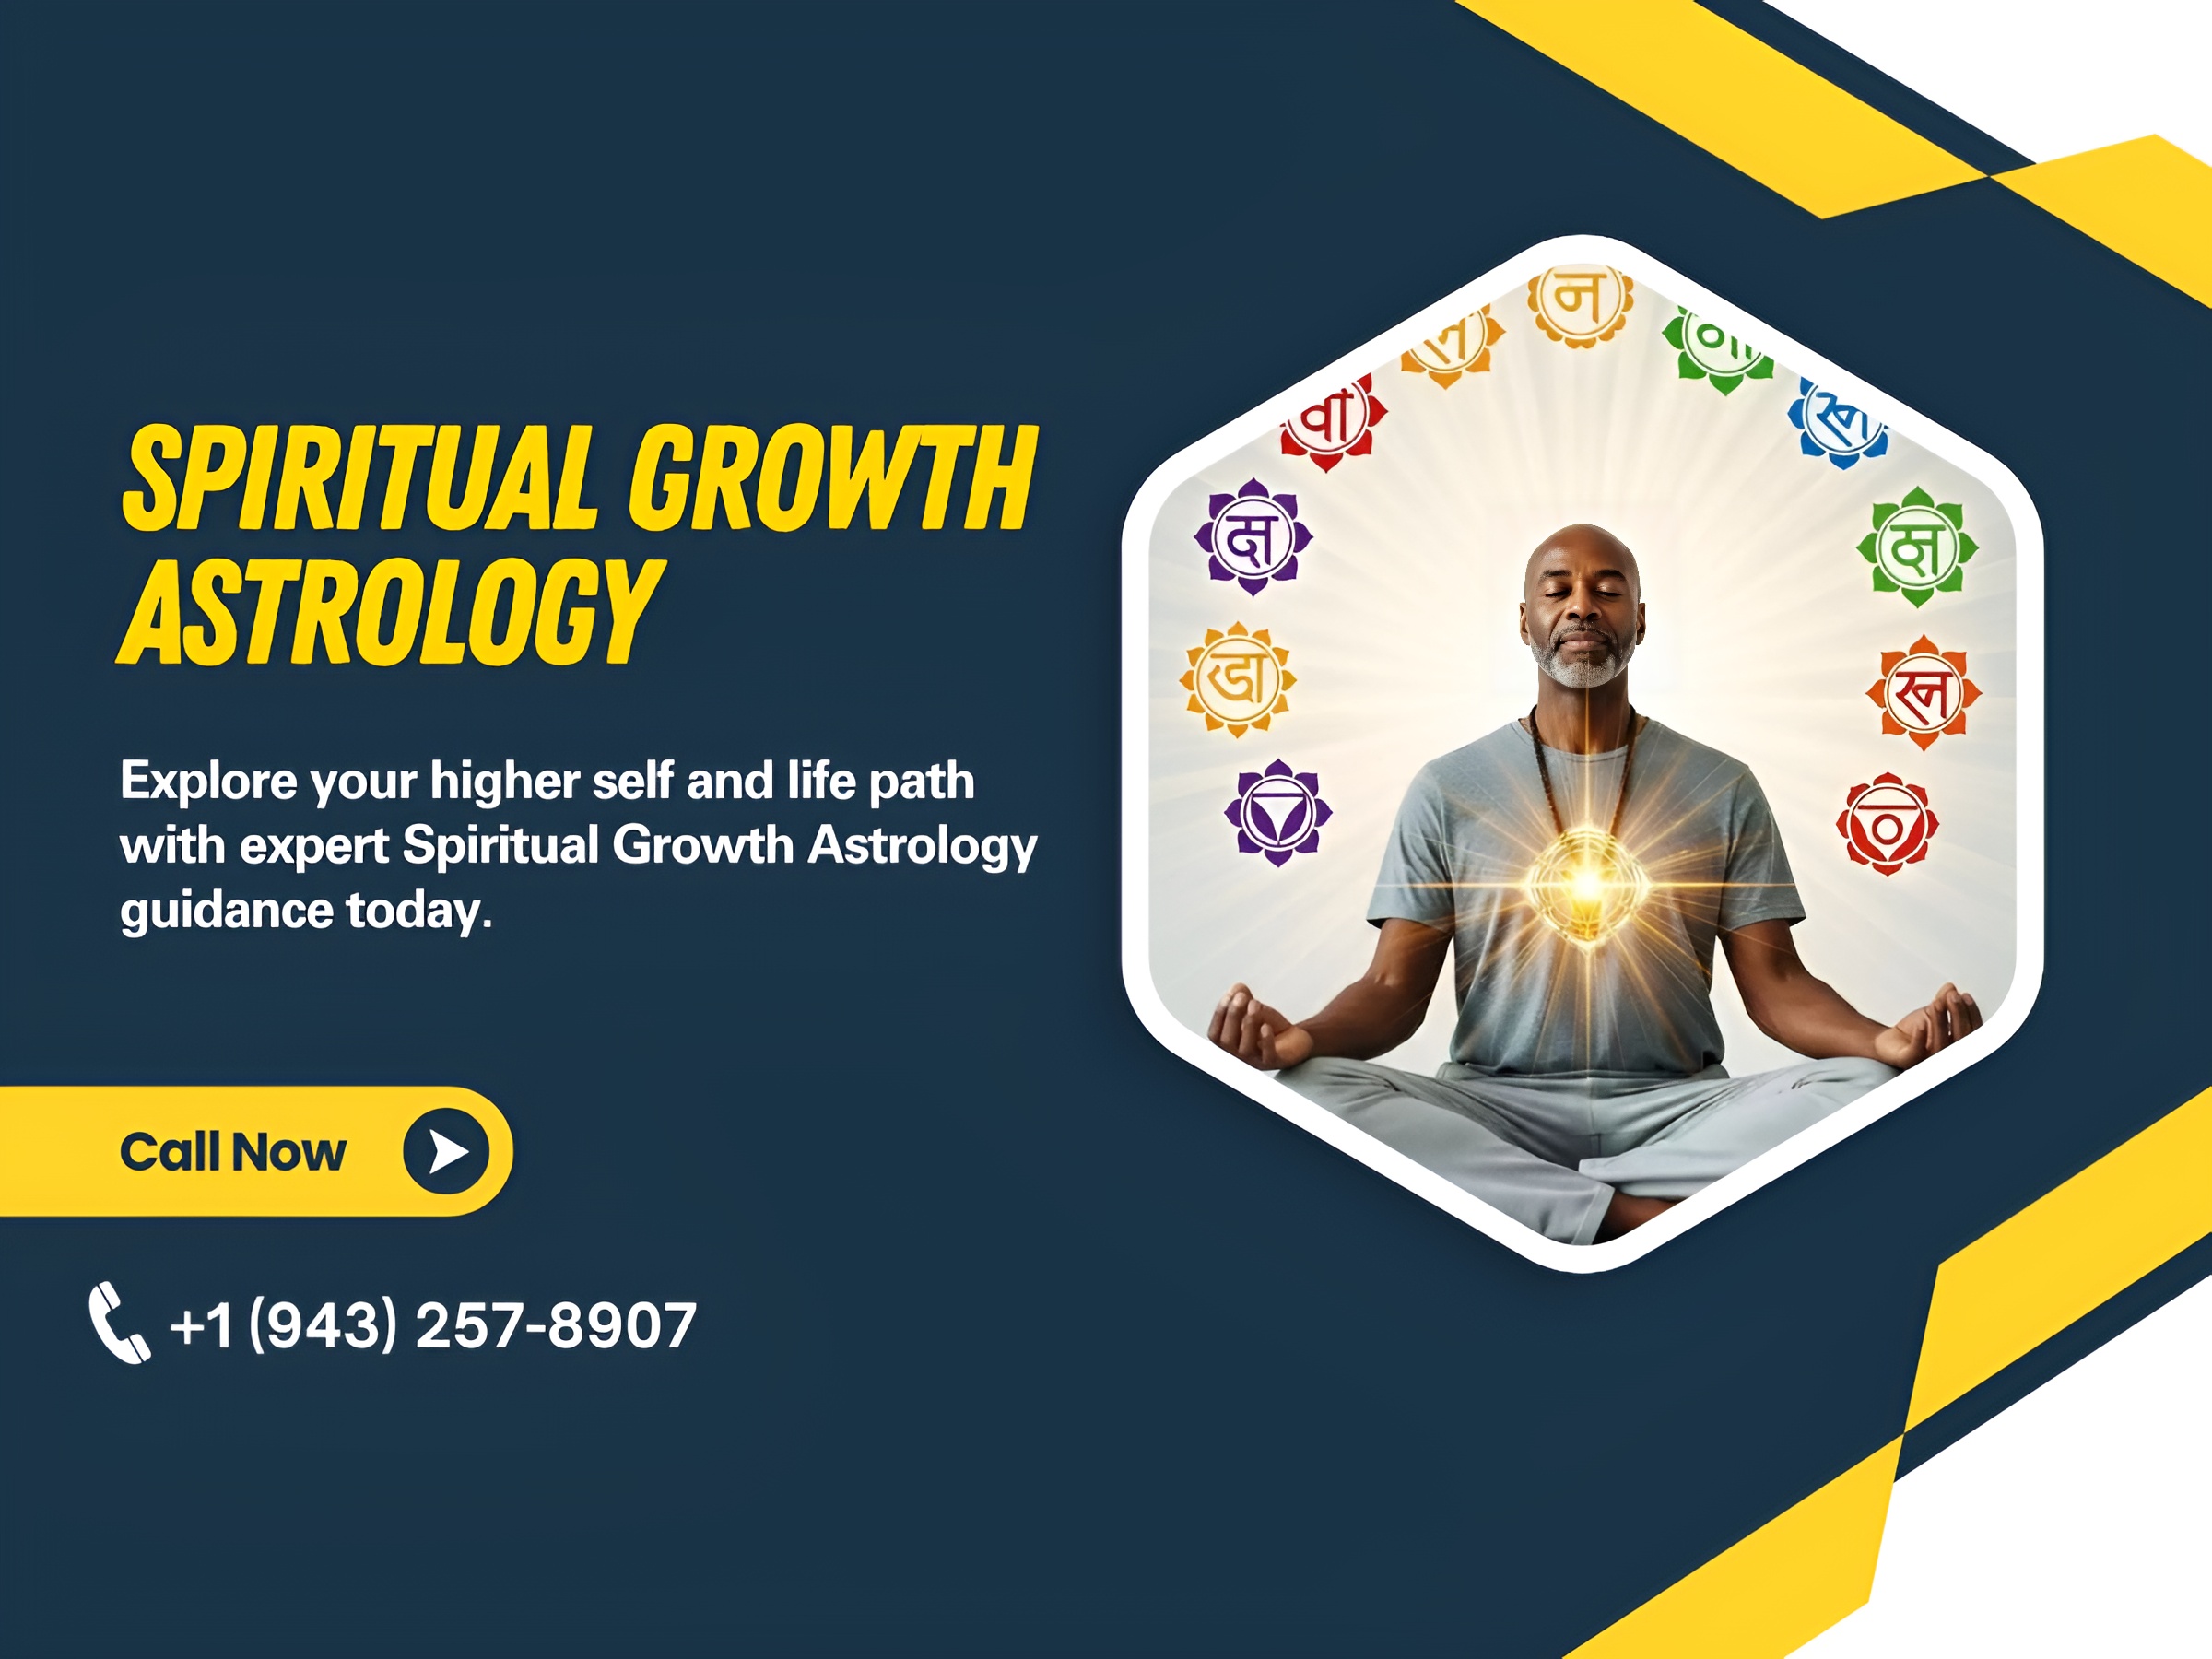 SPIRITUAL GROWTH
ASTROLOGY
Explore your higher self and life path
with expert Spiritual Growth Astrology
guidance today.
Call Now
+1 (943) 257-8907
न
वा
क्ष